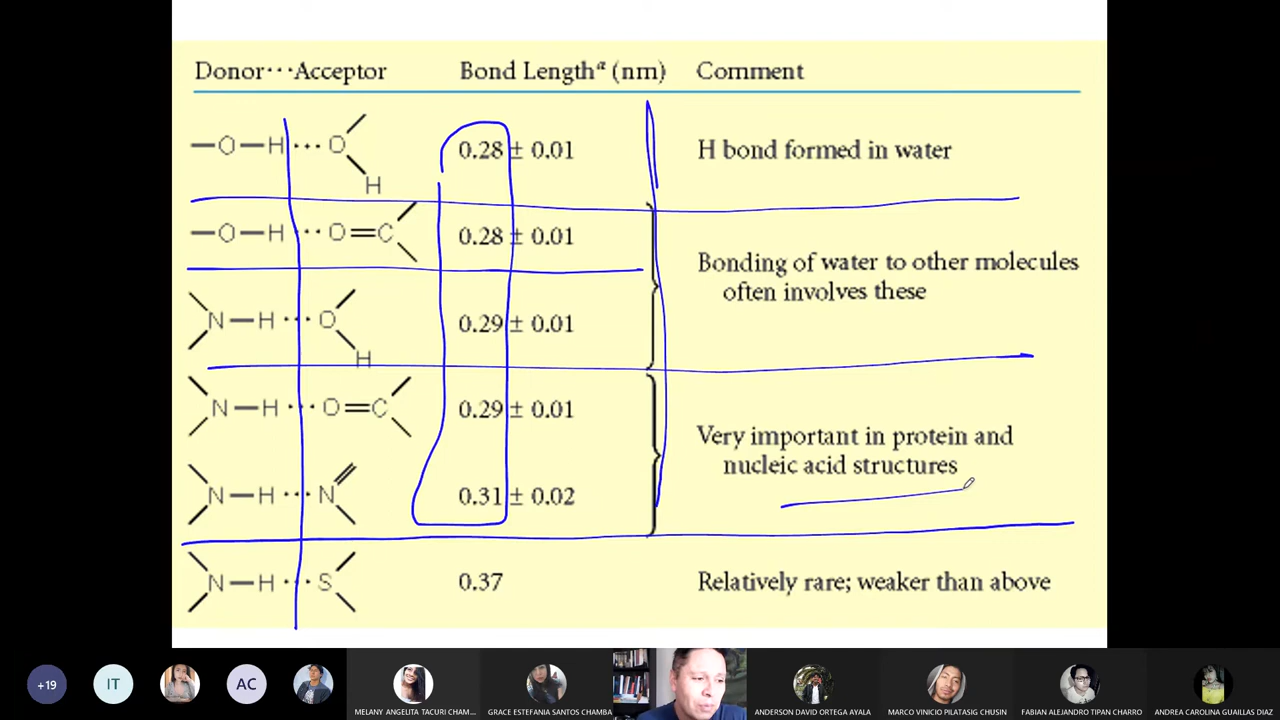 Donor···Acceptor Bond Lengthᵃ (nm) Comment
—O—H···O
H
0.28 ± 0.01 H bond formed in water
—O—H···O=C 0.28 ± 0.01
Bonding of water to other molecules
often involves these
N—H···O
H
0.29 ± 0.01
N—H···O=C 0.29 ± 0.01
Very important in protein and
nucleic acid structures
N—H···N 0.31 ± 0.02
N—H···S 0.37 Relatively rare; weaker than above
+19 IT AC
MELANY ANGELITA TACURI CHAM... GRACE ESTEFANIA SANTOS CHAMBA ANDERSON DAVID ORTEGA AYALA MARCO VINICIO PILATASIG CHUSIN FABIAN ALEJANDRO TIPAN CHARRO ANDREA CAROLINA GUAILLAS DIAZ